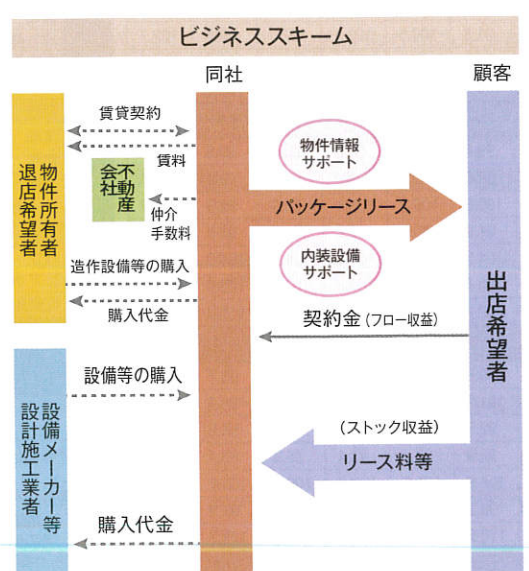 ビジネススキーム
同社
顧客
賃貸契約
賃料
物件所有者
退店希望者
不動産
会社
仲介
手数料
物件情報
サポート
パッケージリース
内装設備
サポート
造作設備等の購入
購入代金
契約金(フロー収益)
出店希望者
設備等の購入
設備メーカー等
設計施工業者
(ストック収益)
リース料等
購入代金